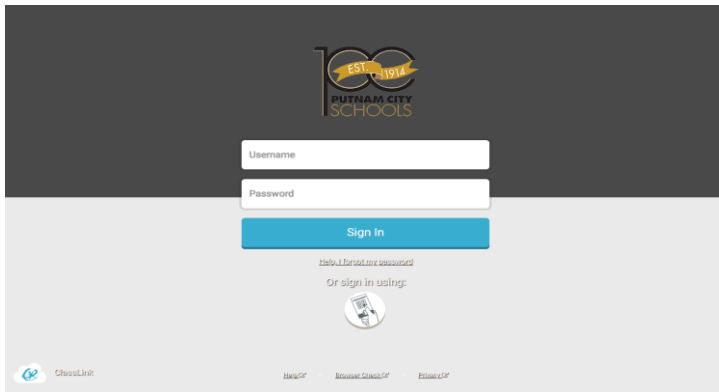 EST. 1914
PUTNAM CITY
SCHOOLS
Username
Password
Sign In
Help, I forgot my password
Or sign in using:
ClassLink
Help
Browser Check
Privacy